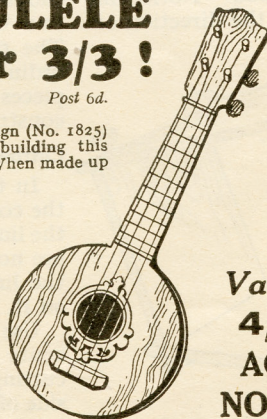 ULELE
r 3/3 !
Post 6d.
gn (No. 1825)
building this
When made up
Va
4/
AC
NO